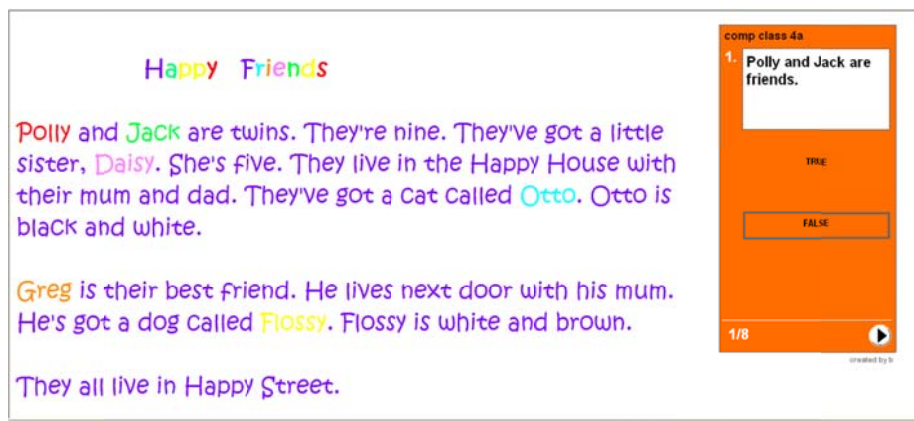 Happy Friends
Polly and Jack are twins. They're nine. They've got a little
sister, Daisy. She's five. They live in the Happy House with
their mum and dad. They've got a cat called Otto. Otto is
black and white.
Greg is their best friend. He lives next door with his mum.
He's got a dog called Flossy. Flossy is white and brown.
They all live in Happy Street.
comp class 4a
1. Polly and Jack are
friends.
TRUE
FALSE
1/8
created by b